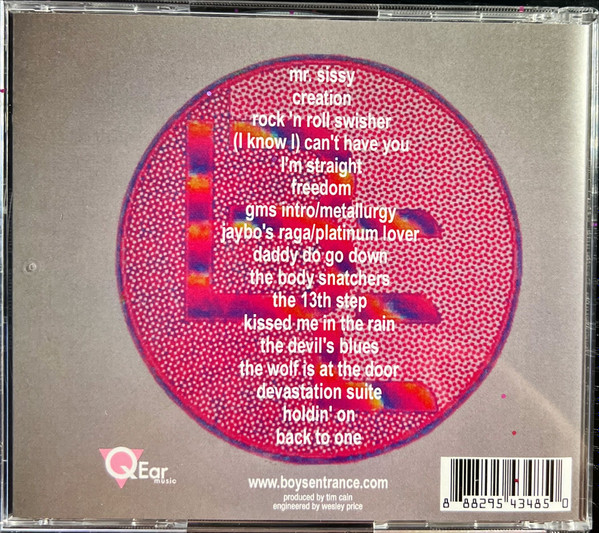 mr. sissy
creation
rock 'n roll swisher
(I know I) can't have you
I'm straight
freedom
gms intro/metallurgy
jaybo's raga/platinum lover
daddy do go down
the body snatchers
the 13th step
kissed me in the rain
the devil's blues
the wolf is at the door
devastation suite
holdin' on
back to one
QEar
music
www.boysentrance.com
produced by tim cain
engineered by wesley price
8 88295 43485 0